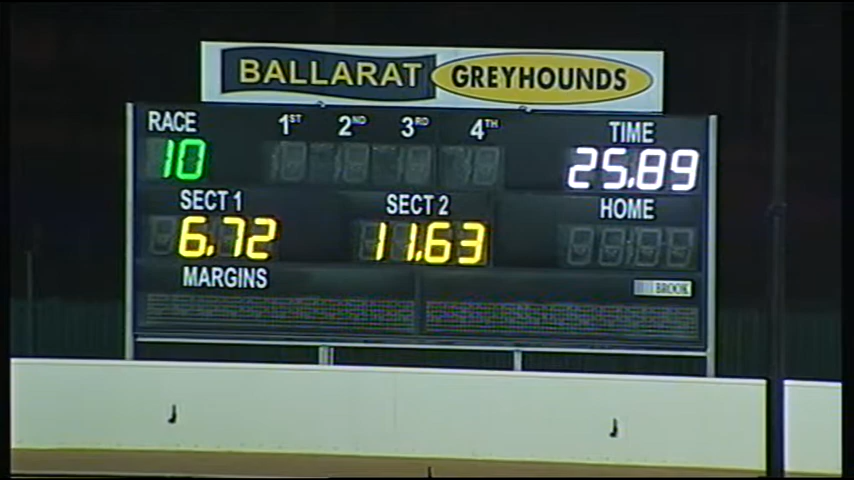 BALLARAT GREYHOUNDS
RACE 1ST 2ND 3RD 4TH TIME
10 25.89
SECT 1 SECT 2 HOME
6.72 11.63
MARGINS
BROOK